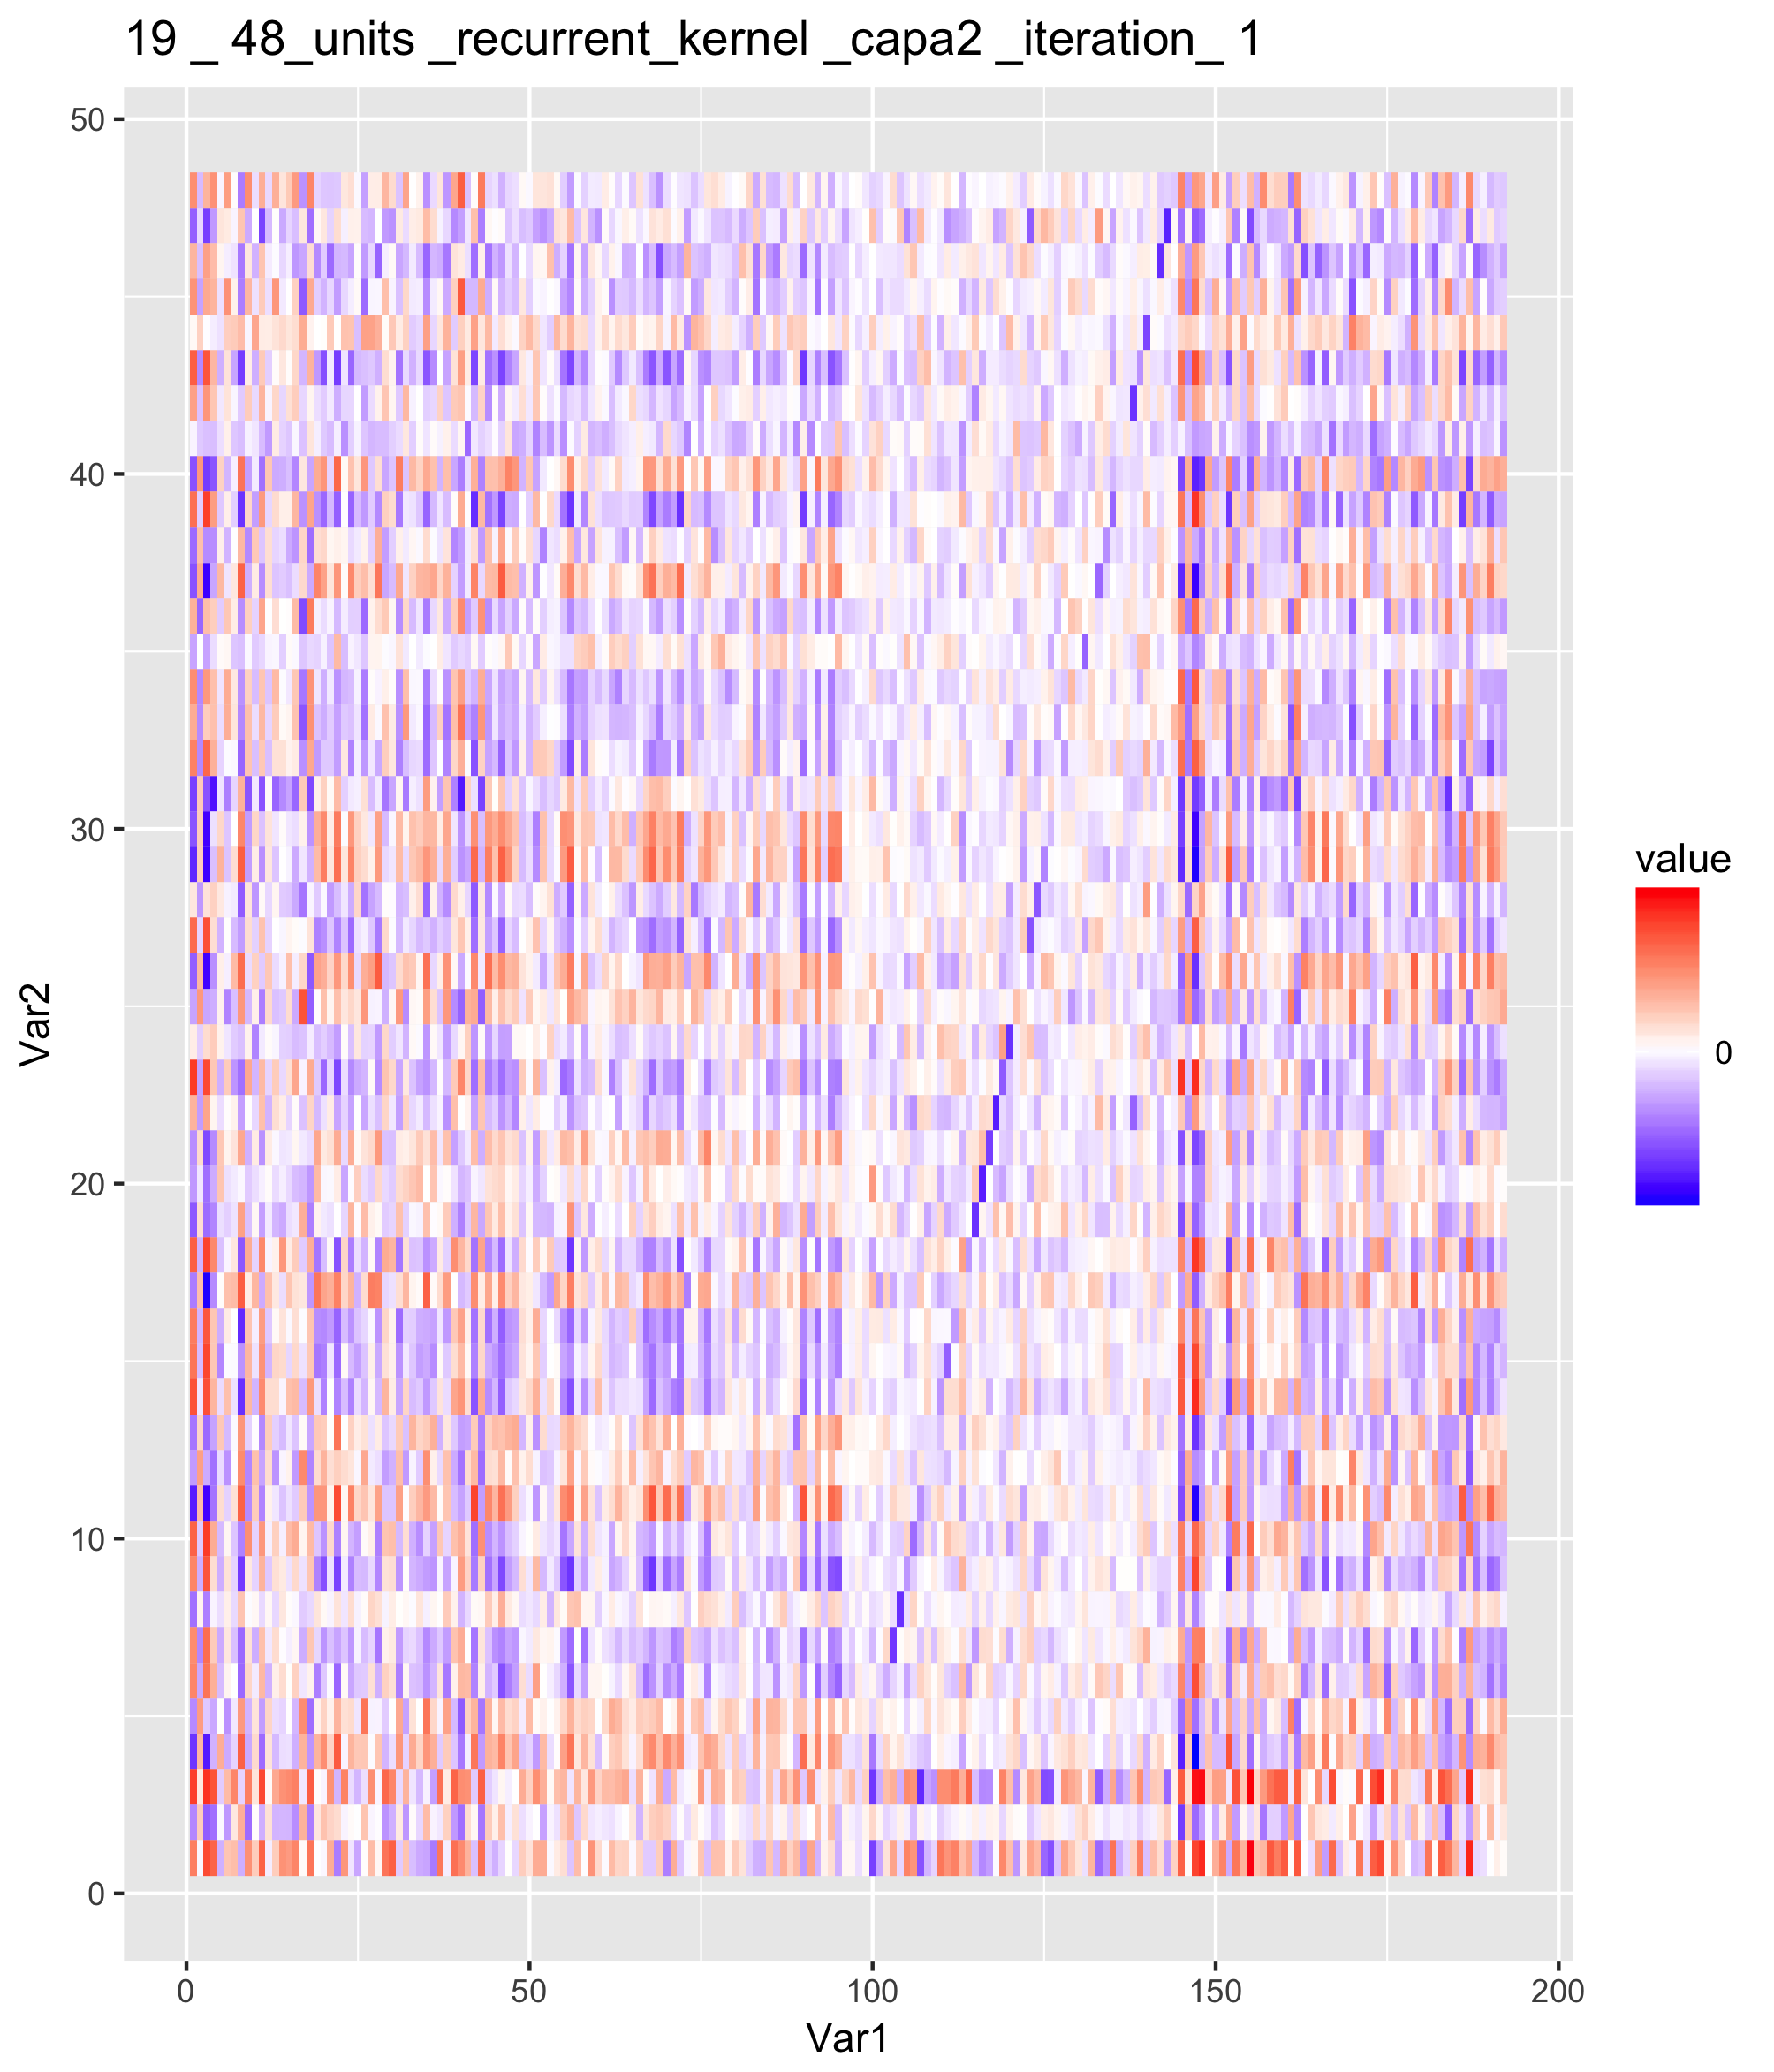 19 _ 48_units _recurrent_kernel _capa2 _iteration_ 1
50
40
30
20
10
0
Var2
0 50 100 150 200
Var1
value
0